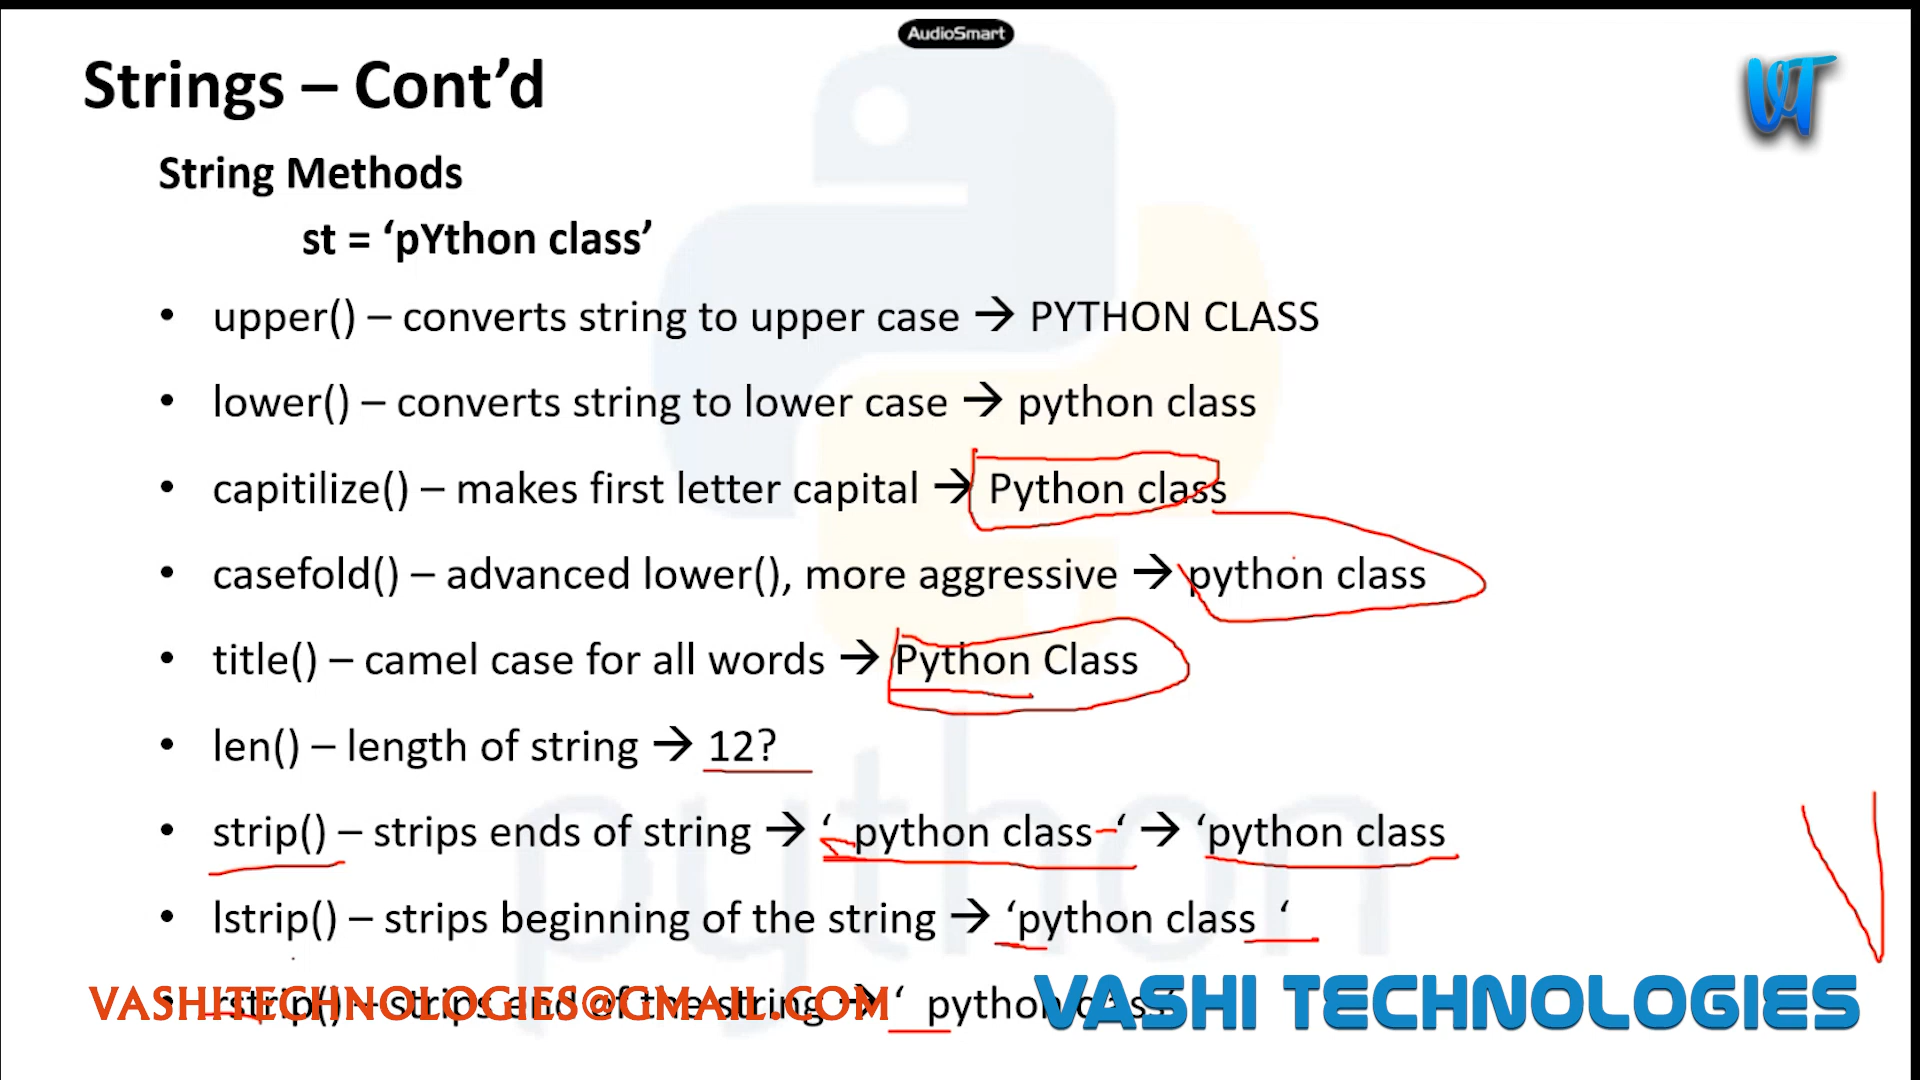 AudioSmart
Strings – Cont’d
VT
String Methods
st = ‘pYthon class’
• upper() – converts string to upper case → PYTHON CLASS
• lower() – converts string to lower case → python class
• capitilize() – makes first letter capital → Python class
• casefold() – advanced lower(), more aggressive → python class
• title() – camel case for all words → Python Class
• len() – length of string → 12?
• strip() – strips ends of string → ‘ python class ‘ → ‘python class
• lstrip() – strips beginning of the string → ‘python class ‘
• rstrip() – strips end of the string → ‘ python class‘
VASHITECHNOLOGIES@GMAIL.COM
VASHI TECHNOLOGIES
python